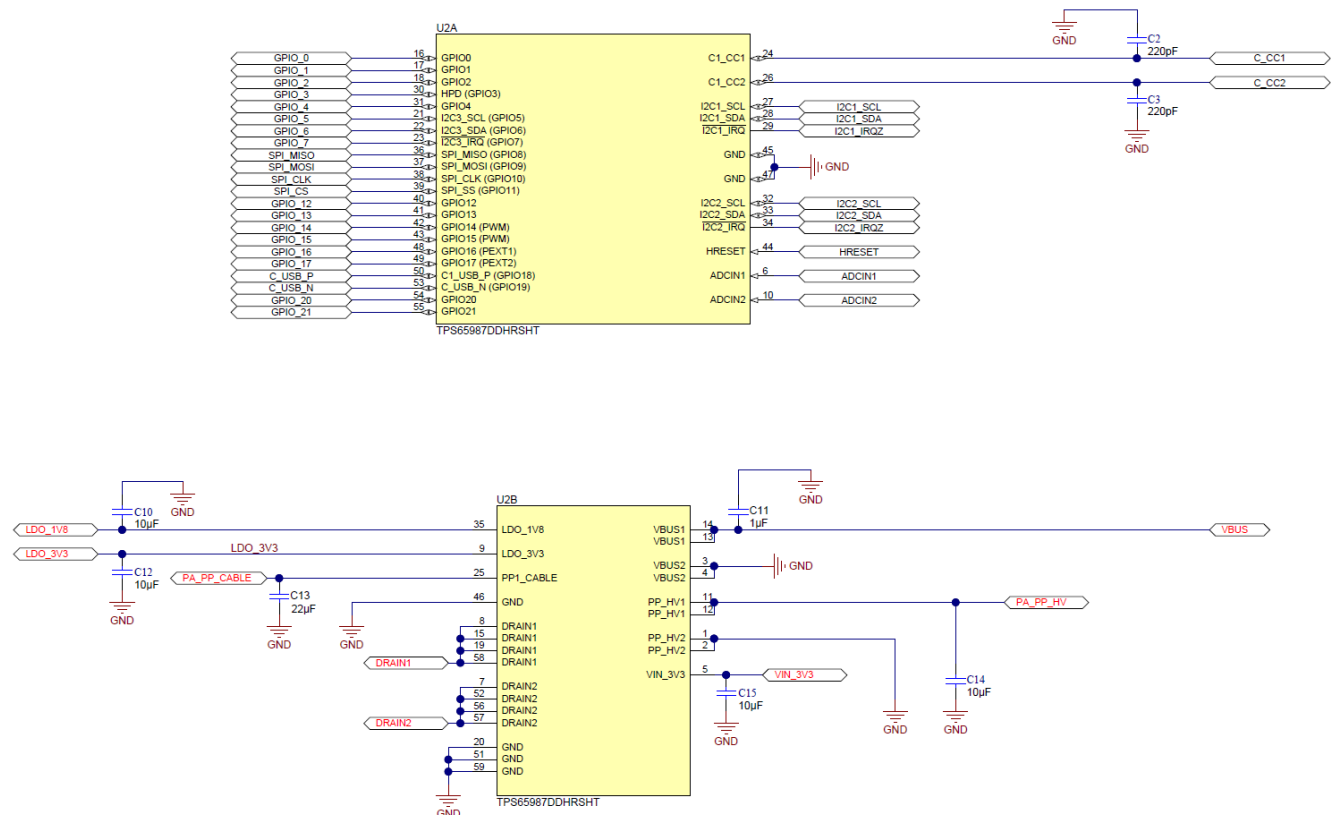 U2A
GPIO_0 16 GPIO0
GPIO_1 17 GPIO1
GPIO_2 18 GPIO2
GPIO_3 30 HPD (GPIO3)
GPIO_4 31 GPIO4
GPIO_5 21 I2C3_SCL (GPIO5)
GPIO_6 22 I2C3_SDA (GPIO6)
GPIO_7 23 I2C3_IRQ (GPIO7)
SPI_MISO 36 SPI_MISO (GPIO8)
SPI_MOSI 37 SPI_MOSI (GPIO9)
SPI_CLK 38 SPI_CLK (GPIO10)
SPI_CS 39 SPI_SS (GPIO11)
GPIO_12 40 GPIO12
GPIO_13 41 GPIO13
GPIO_14 42 GPIO14 (PWM)
GPIO_15 43 GPIO15 (PWM)
GPIO_16 48 GPIO16 (PEXT1)
GPIO_17 49 GPIO17 (PEXT2)
C_USB_P 50 C1_USB_P (GPIO18)
C_USB_N 53 C_USB_N (GPIO19)
GPIO_20 54 GPIO20
GPIO_21 55 GPIO21
C1_CC1 24 C_CC1
C1_CC2 26 C_CC2
GND
C2
220pF
C3
220pF
GND
I2C1_SCL 27 I2C1_SCL
I2C1_SDA 28 I2C1_SDA
I2C1_IRQ 29 I2C1_IRQZ
GND 45
GND
GND 47
I2C2_SCL 32 I2C2_SCL
I2C2_SDA 33 I2C2_SDA
I2C2_IRQ 34 I2C2_IRQZ
HRESET 44 HRESET
ADCIN1 6 ADCIN1
ADCIN2 10 ADCIN2
TPS65987DDHRSHT
U2B
GND
C10
10µF
LDO_1V8 35 LDO_1V8
LDO_3V3 LDO_3V3 9 LDO_3V3
C12
10µF
GND
PA_PP_CABLE 25 PP1_CABLE
C13
22µF
GND
46 GND
GND
8 DRAIN1
15 DRAIN1
19 DRAIN1
DRAIN1 58 DRAIN1
7 DRAIN2
52 DRAIN2
56 DRAIN2
DRAIN2 57 DRAIN2
20 GND
51 GND
59 GND
GND
GND
C11
1µF
VBUS1 14 VBUS
VBUS1 13
VBUS2 3 GND
VBUS2 4
PP_HV1 11 PA_PP_HV
PP_HV1 12
PP_HV2 1
PP_HV2 2
VIN_3V3 5 VIN_3V3
C14
10µF
C15
10µF
GND
GND
GND
TPS65987DDHRSHT